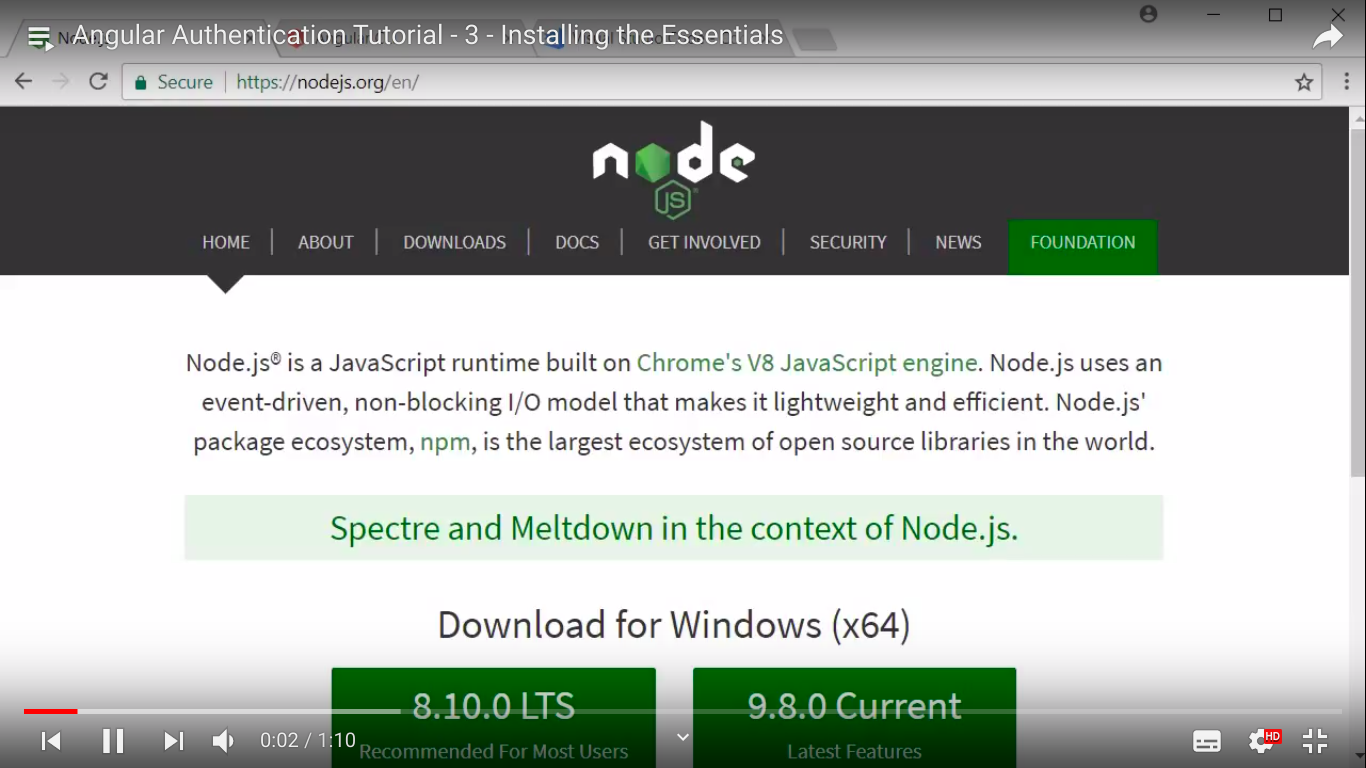 Angular Authentication Tutorial - 3 - Installing the Essentials
Secure https://nodejs.org/en/
node
JS
HOME ABOUT DOWNLOADS DOCS GET INVOLVED SECURITY NEWS FOUNDATION
Node.js® is a JavaScript runtime built on Chrome's V8 JavaScript engine. Node.js uses an
event-driven, non-blocking I/O model that makes it lightweight and efficient. Node.js'
package ecosystem, npm, is the largest ecosystem of open source libraries in the world.
Spectre and Meltdown in the context of Node.js.
Download for Windows (x64)
8.10.0 LTS 9.8.0 Current
Recommended For Most Users Latest Features
0:02 / 1:10 HD